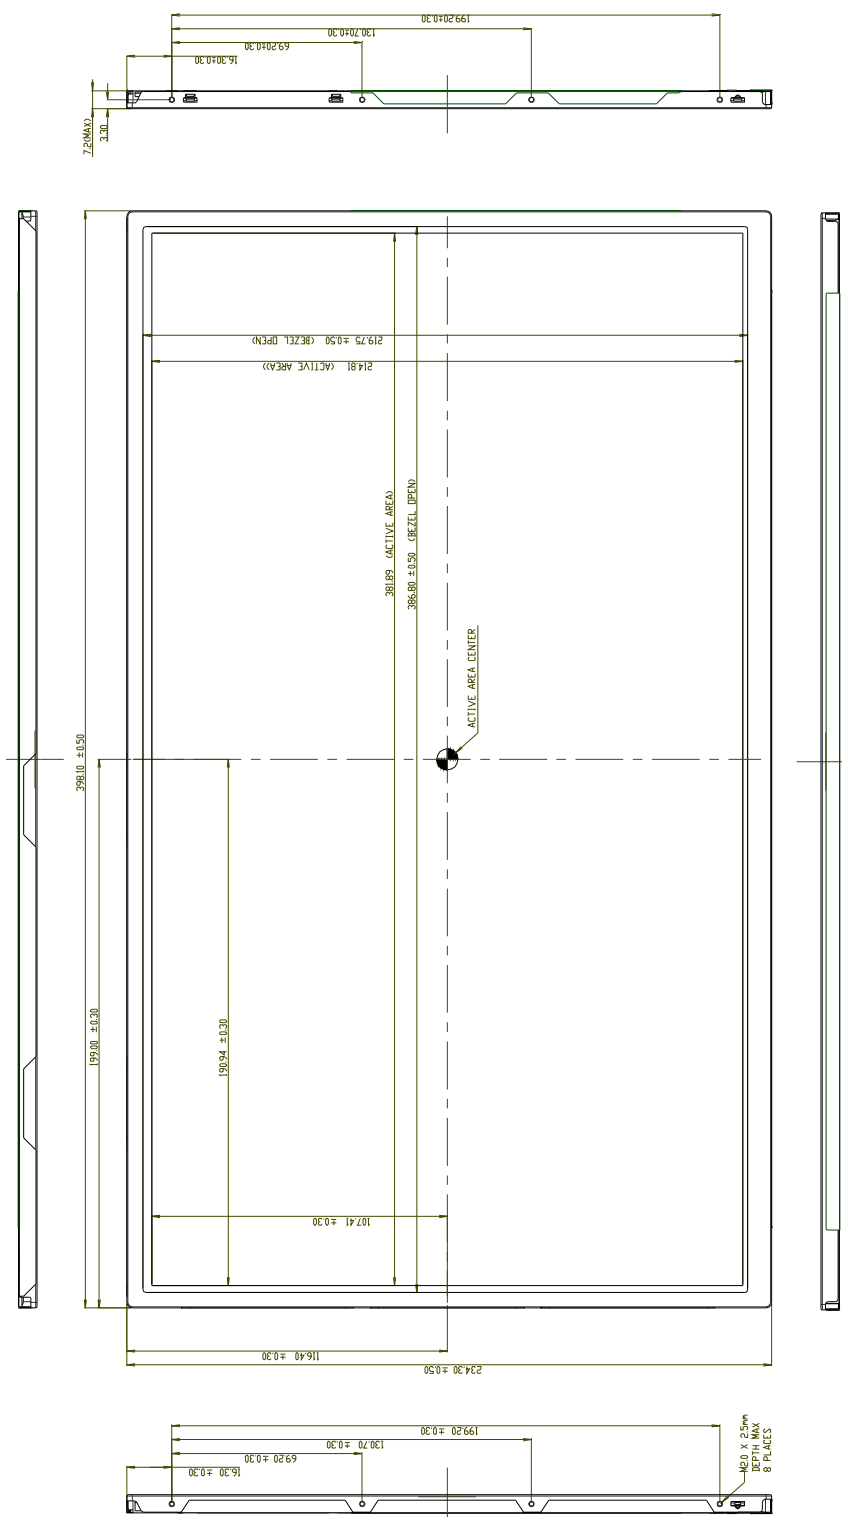 199.20±0.30
130.70±0.30
69.20±0.30
16.30±0.30
7.2(MAX)
3.30
219.75 ±0.50 (BEZEL OPEN)
214.81 (ACTIVE AREA))
381.89 (ACTIVE AREA)
386.80 ±0.50 (BEZEL OPEN)
ACTIVE AREA CENTER
398.10 ±0.50
199.00 ±0.30
190.94 ±0.30
107.41 ±0.30
116.40 ±0.30
234.30 ±0.50
199.20 ±0.30
130.70 ±0.30
69.20 ±0.30
16.30 ±0.30
M2.0 X 2.5mm
DEPTH MAX
8 PLACES